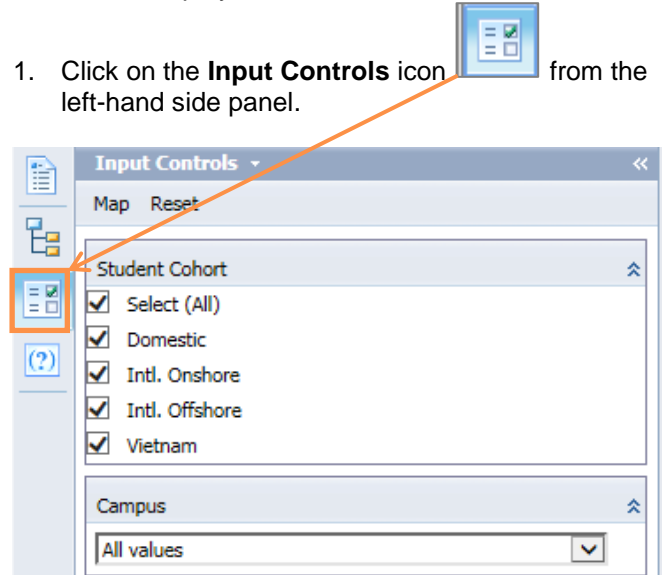 1. Click on the Input Controls icon from the
left-hand side panel.
Input Controls
Map Reset
Student Cohort
Select (All)
Domestic
Intl. Onshore
Intl. Offshore
Vietnam
(?)
Campus
All values